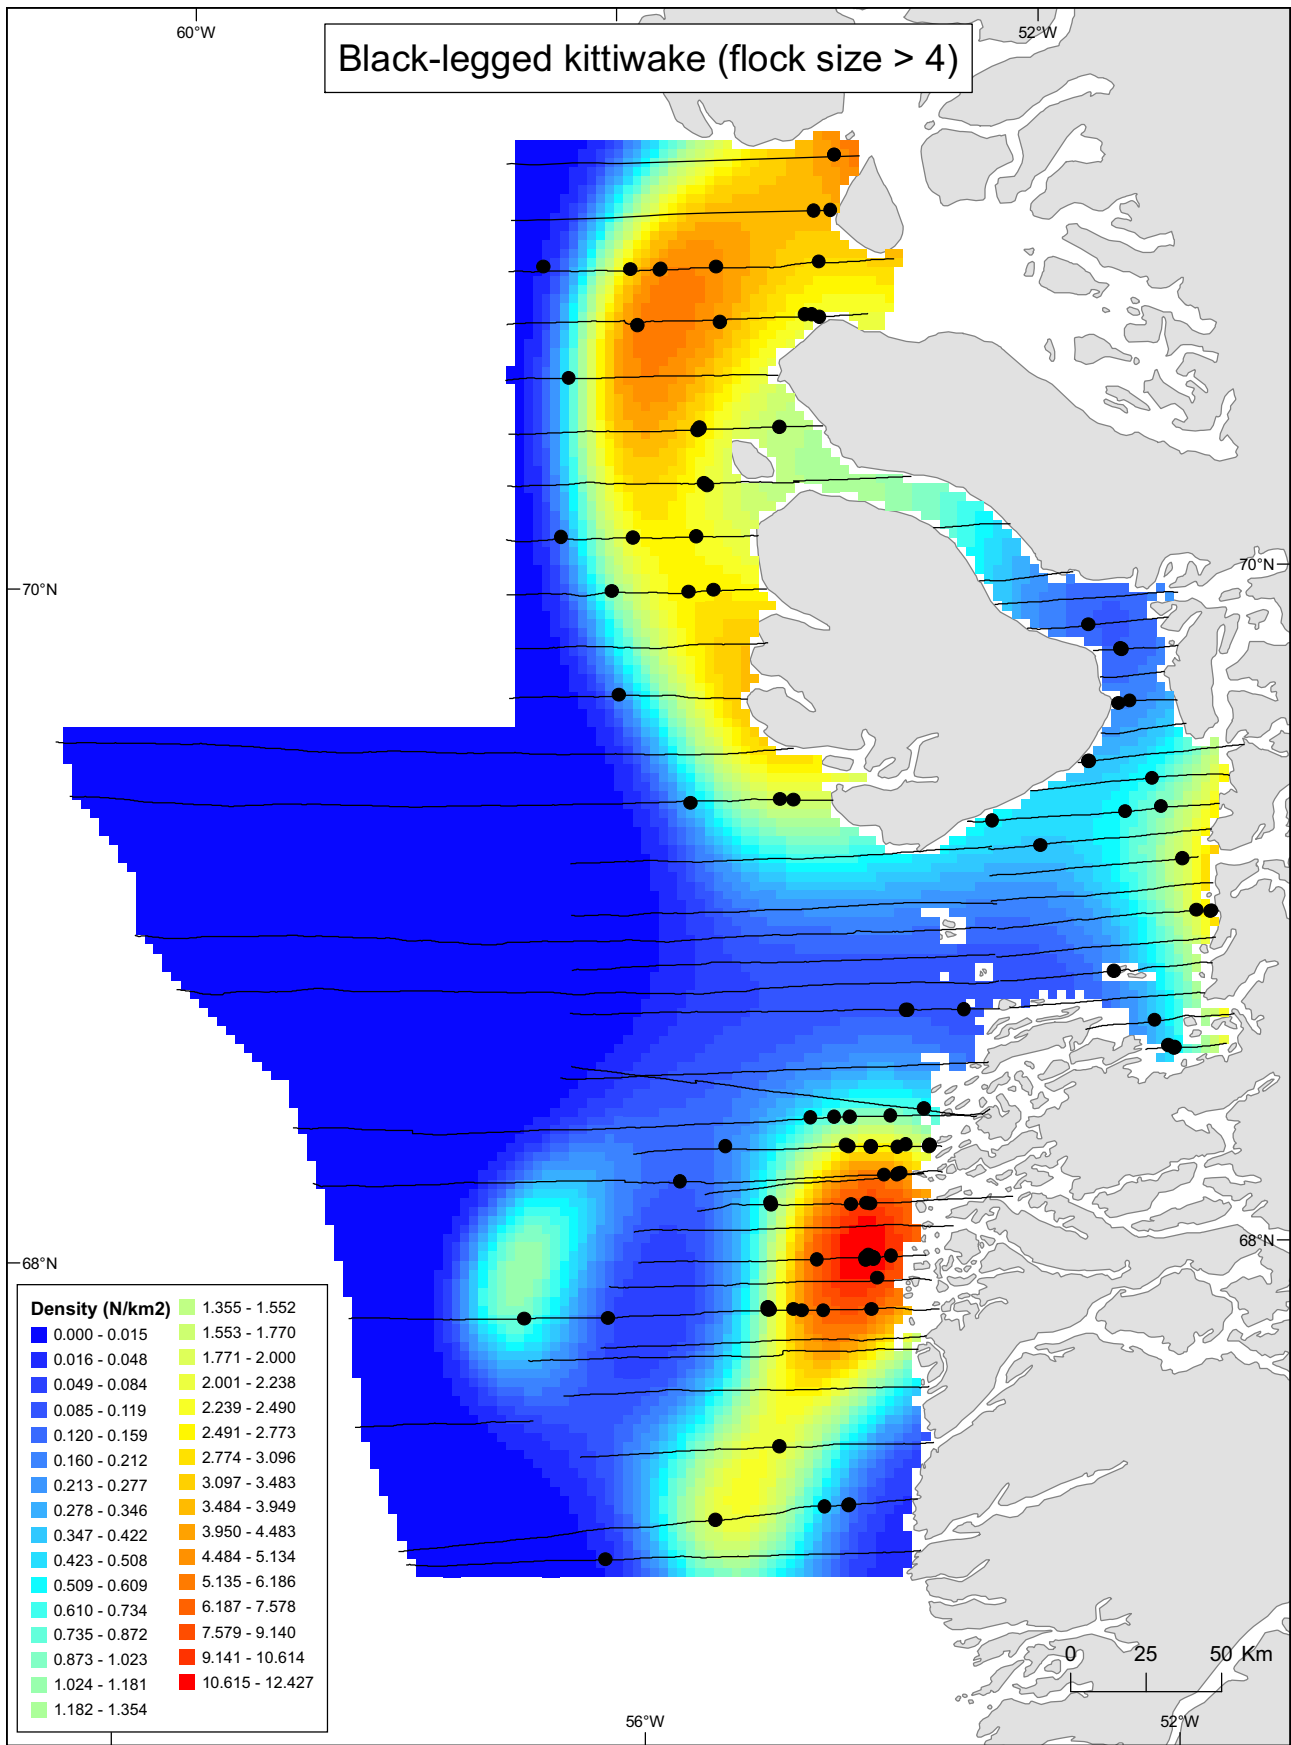 60°W
52°W
Black-legged kittiwake (flock size > 4)
70°N
70°N
68°N
68°N
Density (N/km2)
0.000 - 0.015
0.016 - 0.048
0.049 - 0.084
0.085 - 0.119
0.120 - 0.159
0.160 - 0.212
0.213 - 0.277
0.278 - 0.346
0.347 - 0.422
0.423 - 0.508
0.509 - 0.609
0.610 - 0.734
0.735 - 0.872
0.873 - 1.023
1.024 - 1.181
1.182 - 1.354
1.355 - 1.552
1.553 - 1.770
1.771 - 2.000
2.001 - 2.238
2.239 - 2.490
2.491 - 2.773
2.774 - 3.096
3.097 - 3.483
3.484 - 3.949
3.950 - 4.483
4.484 - 5.134
5.135 - 6.186
6.187 - 7.578
7.579 - 9.140
9.141 - 10.614
10.615 - 12.427
0 25 50 Km
56°W
52°W